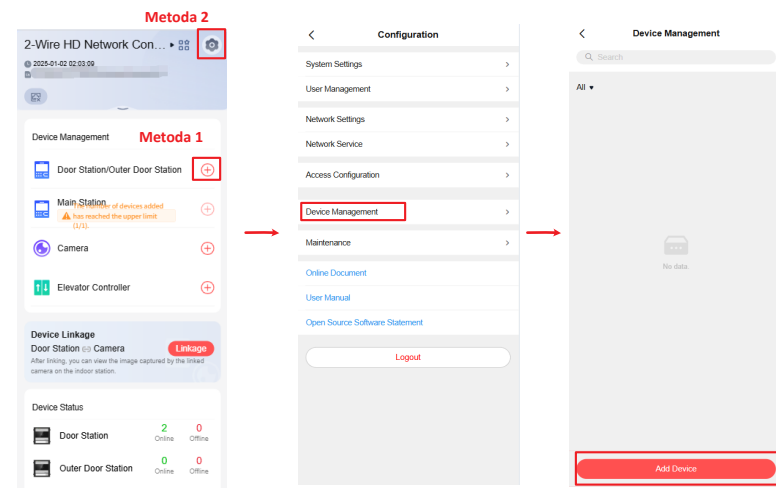 Metoda 2
2-Wire HD Network Con...
2025-01-02 02:03:09
Device Management
Metoda 1
Door Station/Outer Door Station
Main Station
The number of devices added
has reached the upper limit
(1/1).
Camera
Elevator Controller
Device Linkage
Door Station Camera
Linkage
After linking, you can view the image captured by the linked
camera on the indoor station.
Device Status
Door Station
2
Online
0
Offline
Outer Door Station
0
Online
0
Offline
Configuration
System Settings
User Management
Network Settings
Network Service
Access Configuration
Device Management
Maintenance
Online Document
User Manual
Open Source Software Statement
Logout
Device Management
Search
All
No data.
Add Device